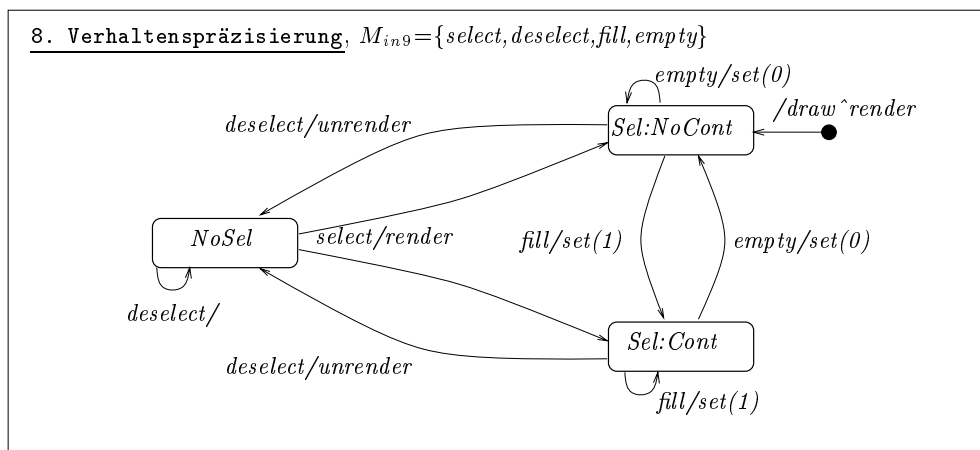 8. Verhaltenspräzisierung, M_in9={select,deselect,fill,empty}
empty/set(0)
/draw^render
deselect/unrender
Sel:NoCont
NoSel
select/render
fill/set(1)
empty/set(0)
deselect/
Sel:Cont
deselect/unrender
fill/set(1)